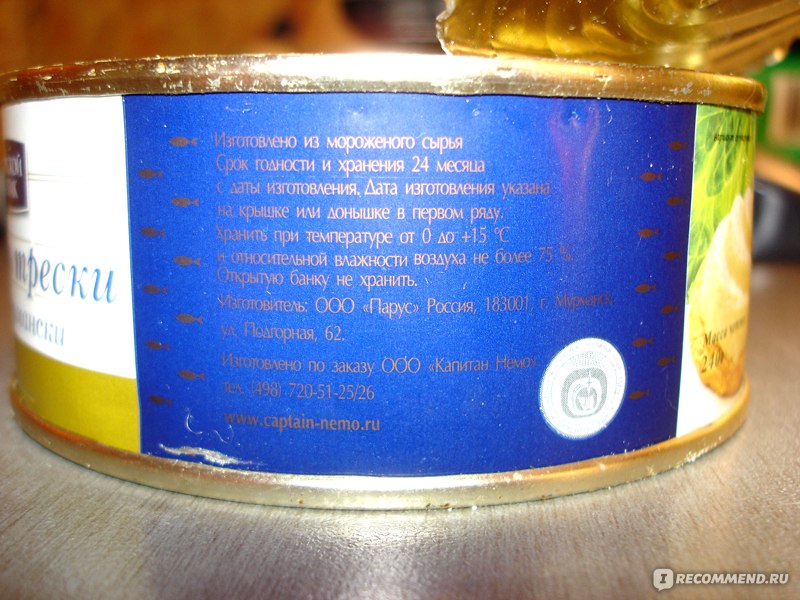 Изготовлено из мороженого сырья
Срок годности и хранения 24 месяца
с даты изготовления. Дата изготовления указана
на крышке или донышке в первом ряду.
Хранить при температуре от 0 до +15 °С
и относительной влажности воздуха не более 75 %.
Открытую банку не хранить.
Изготовитель: ООО «Парус» Россия, 183001, г. Мурманск,
ул. Подгорная, 62.
Изготовлено по заказу ООО «Капитан Немо»
тел. (498) 720-51-25/26
www.captain-nemo.ru
трески
Масса
240
IRECOMMEND.RU